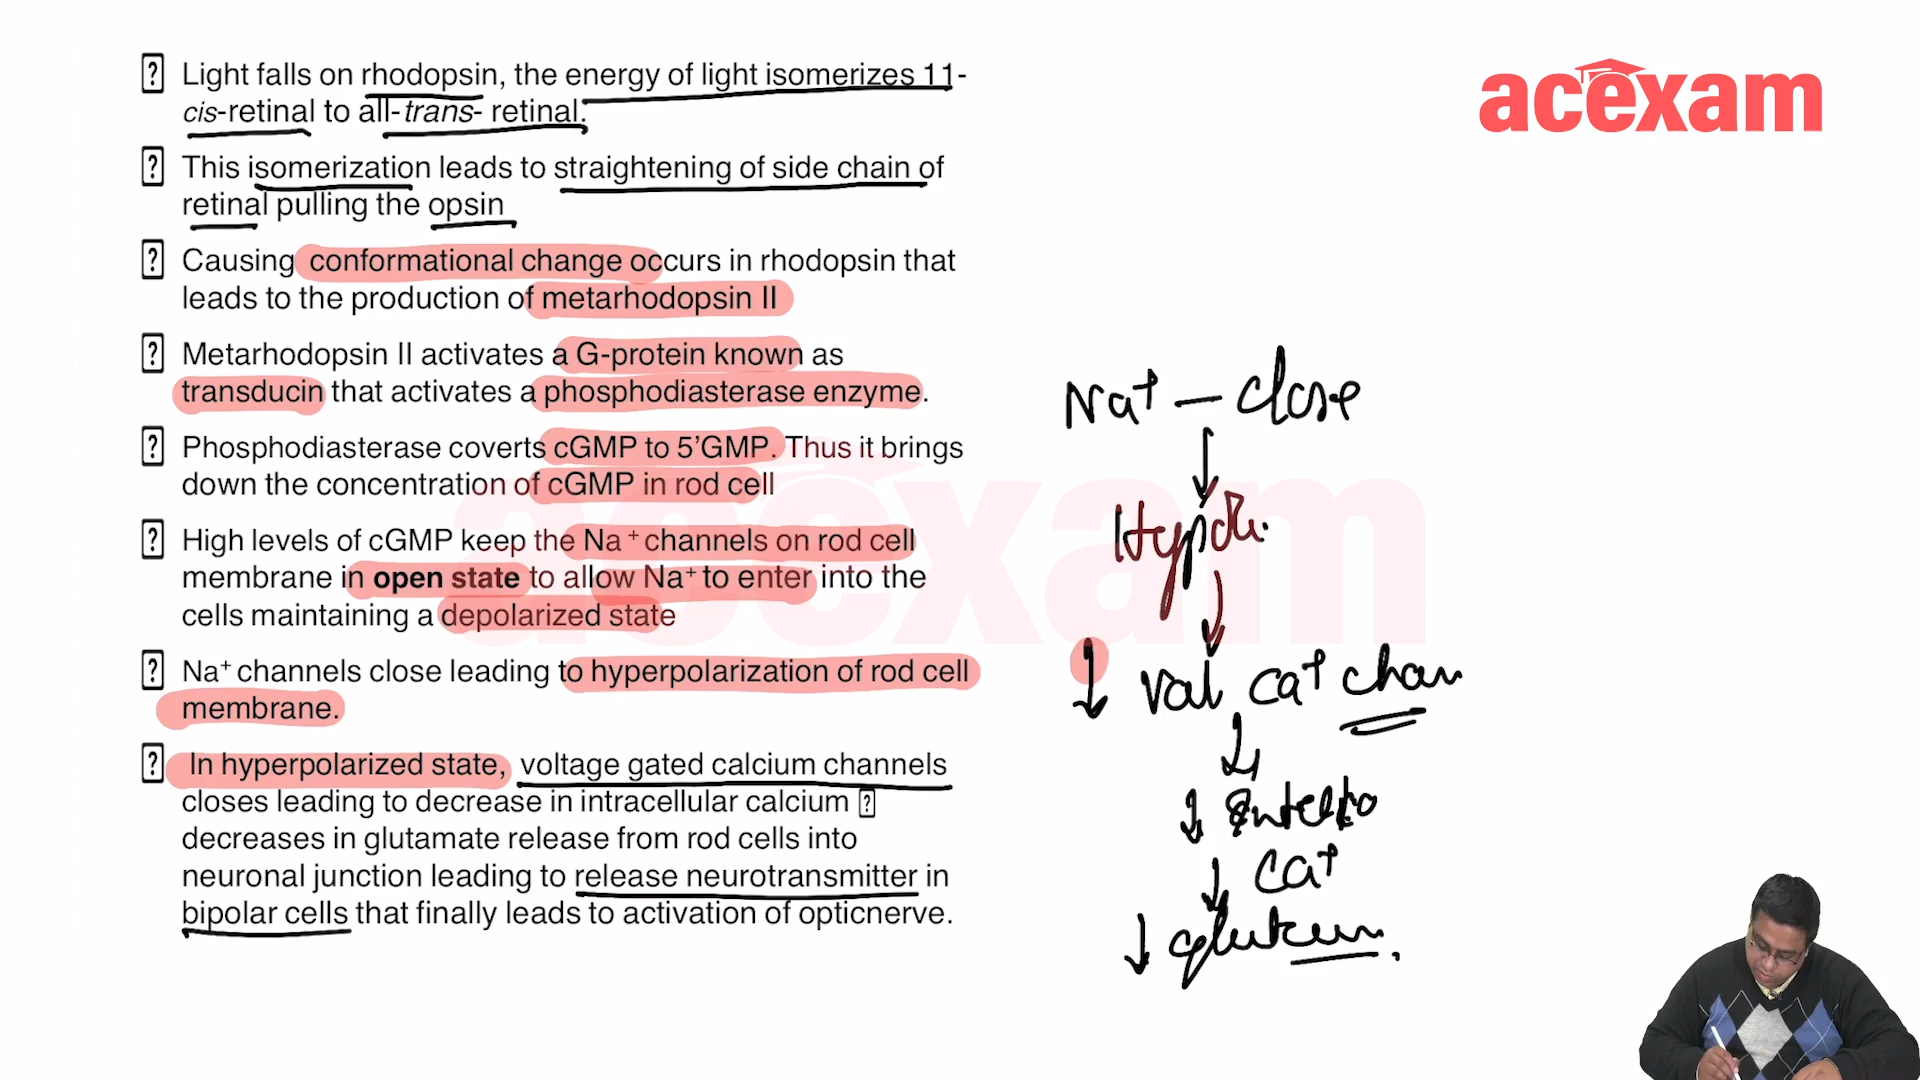 Light falls on rhodopsin, the energy of light isomerizes 11-
cis-retinal to all-trans- retinal.
This isomerization leads to straightening of side chain of
retinal pulling the opsin
Causing conformational change occurs in rhodopsin that
leads to the production of metarhodopsin II
Metarhodopsin II activates a G-protein known as
transducin that activates a phosphodiasterase enzyme.
Phosphodiasterase coverts cGMP to 5’GMP. Thus it brings
down the concentration of cGMP in rod cell
High levels of cGMP keep the Na⁺ channels on rod cell
membrane in open state to allow Na⁺ to enter into the
cells maintaining a depolarized state
Na⁺ channels close leading to hyperpolarization of rod cell
membrane.
In hyperpolarized state, voltage gated calcium channels
closes leading to decrease in intracellular calcium
decreases in glutamate release from rod cells into
neuronal junction leading to release neurotransmitter in
bipolar cells that finally leads to activation of opticnerve.
acexam
acexam
Na⁺ — close
↓
↓
↓ Ca⁺
↓
↓
↓ Ca⁺
↓